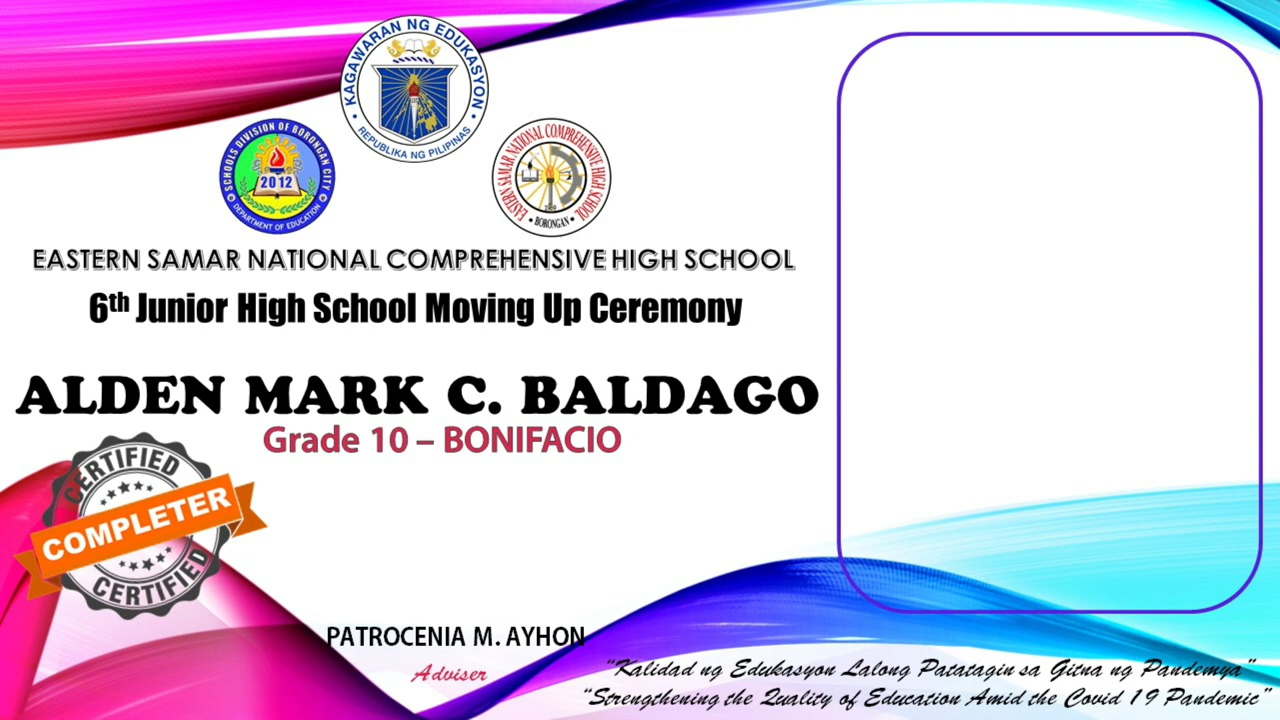 KAGAWARAN NG EDUKASYON
REPUBLIKA NG PILIPINAS
SCHOOLS DIVISION OF BORONGAN CITY
2012
DEPARTMENT OF EDUCATION
EASTERN SAMAR NATIONAL COMPREHENSIVE HIGH SCHOOL
1960
BORONGAN
EASTERN SAMAR NATIONAL COMPREHENSIVE HIGH SCHOOL
6th Junior High School Moving Up Ceremony
ALDEN MARK C. BALDAGO
Grade 10 – BONIFACIO
CERTIFIED
COMPLETER
CERTIFIED
PATROCENIA M. AYHON
Adviser
"Kalidad ng Edukasyon Lalong Patatagin sa Gitna ng Pandemya"
"Strengthening the Quality of Education Amid the Covid 19 Pandemic"